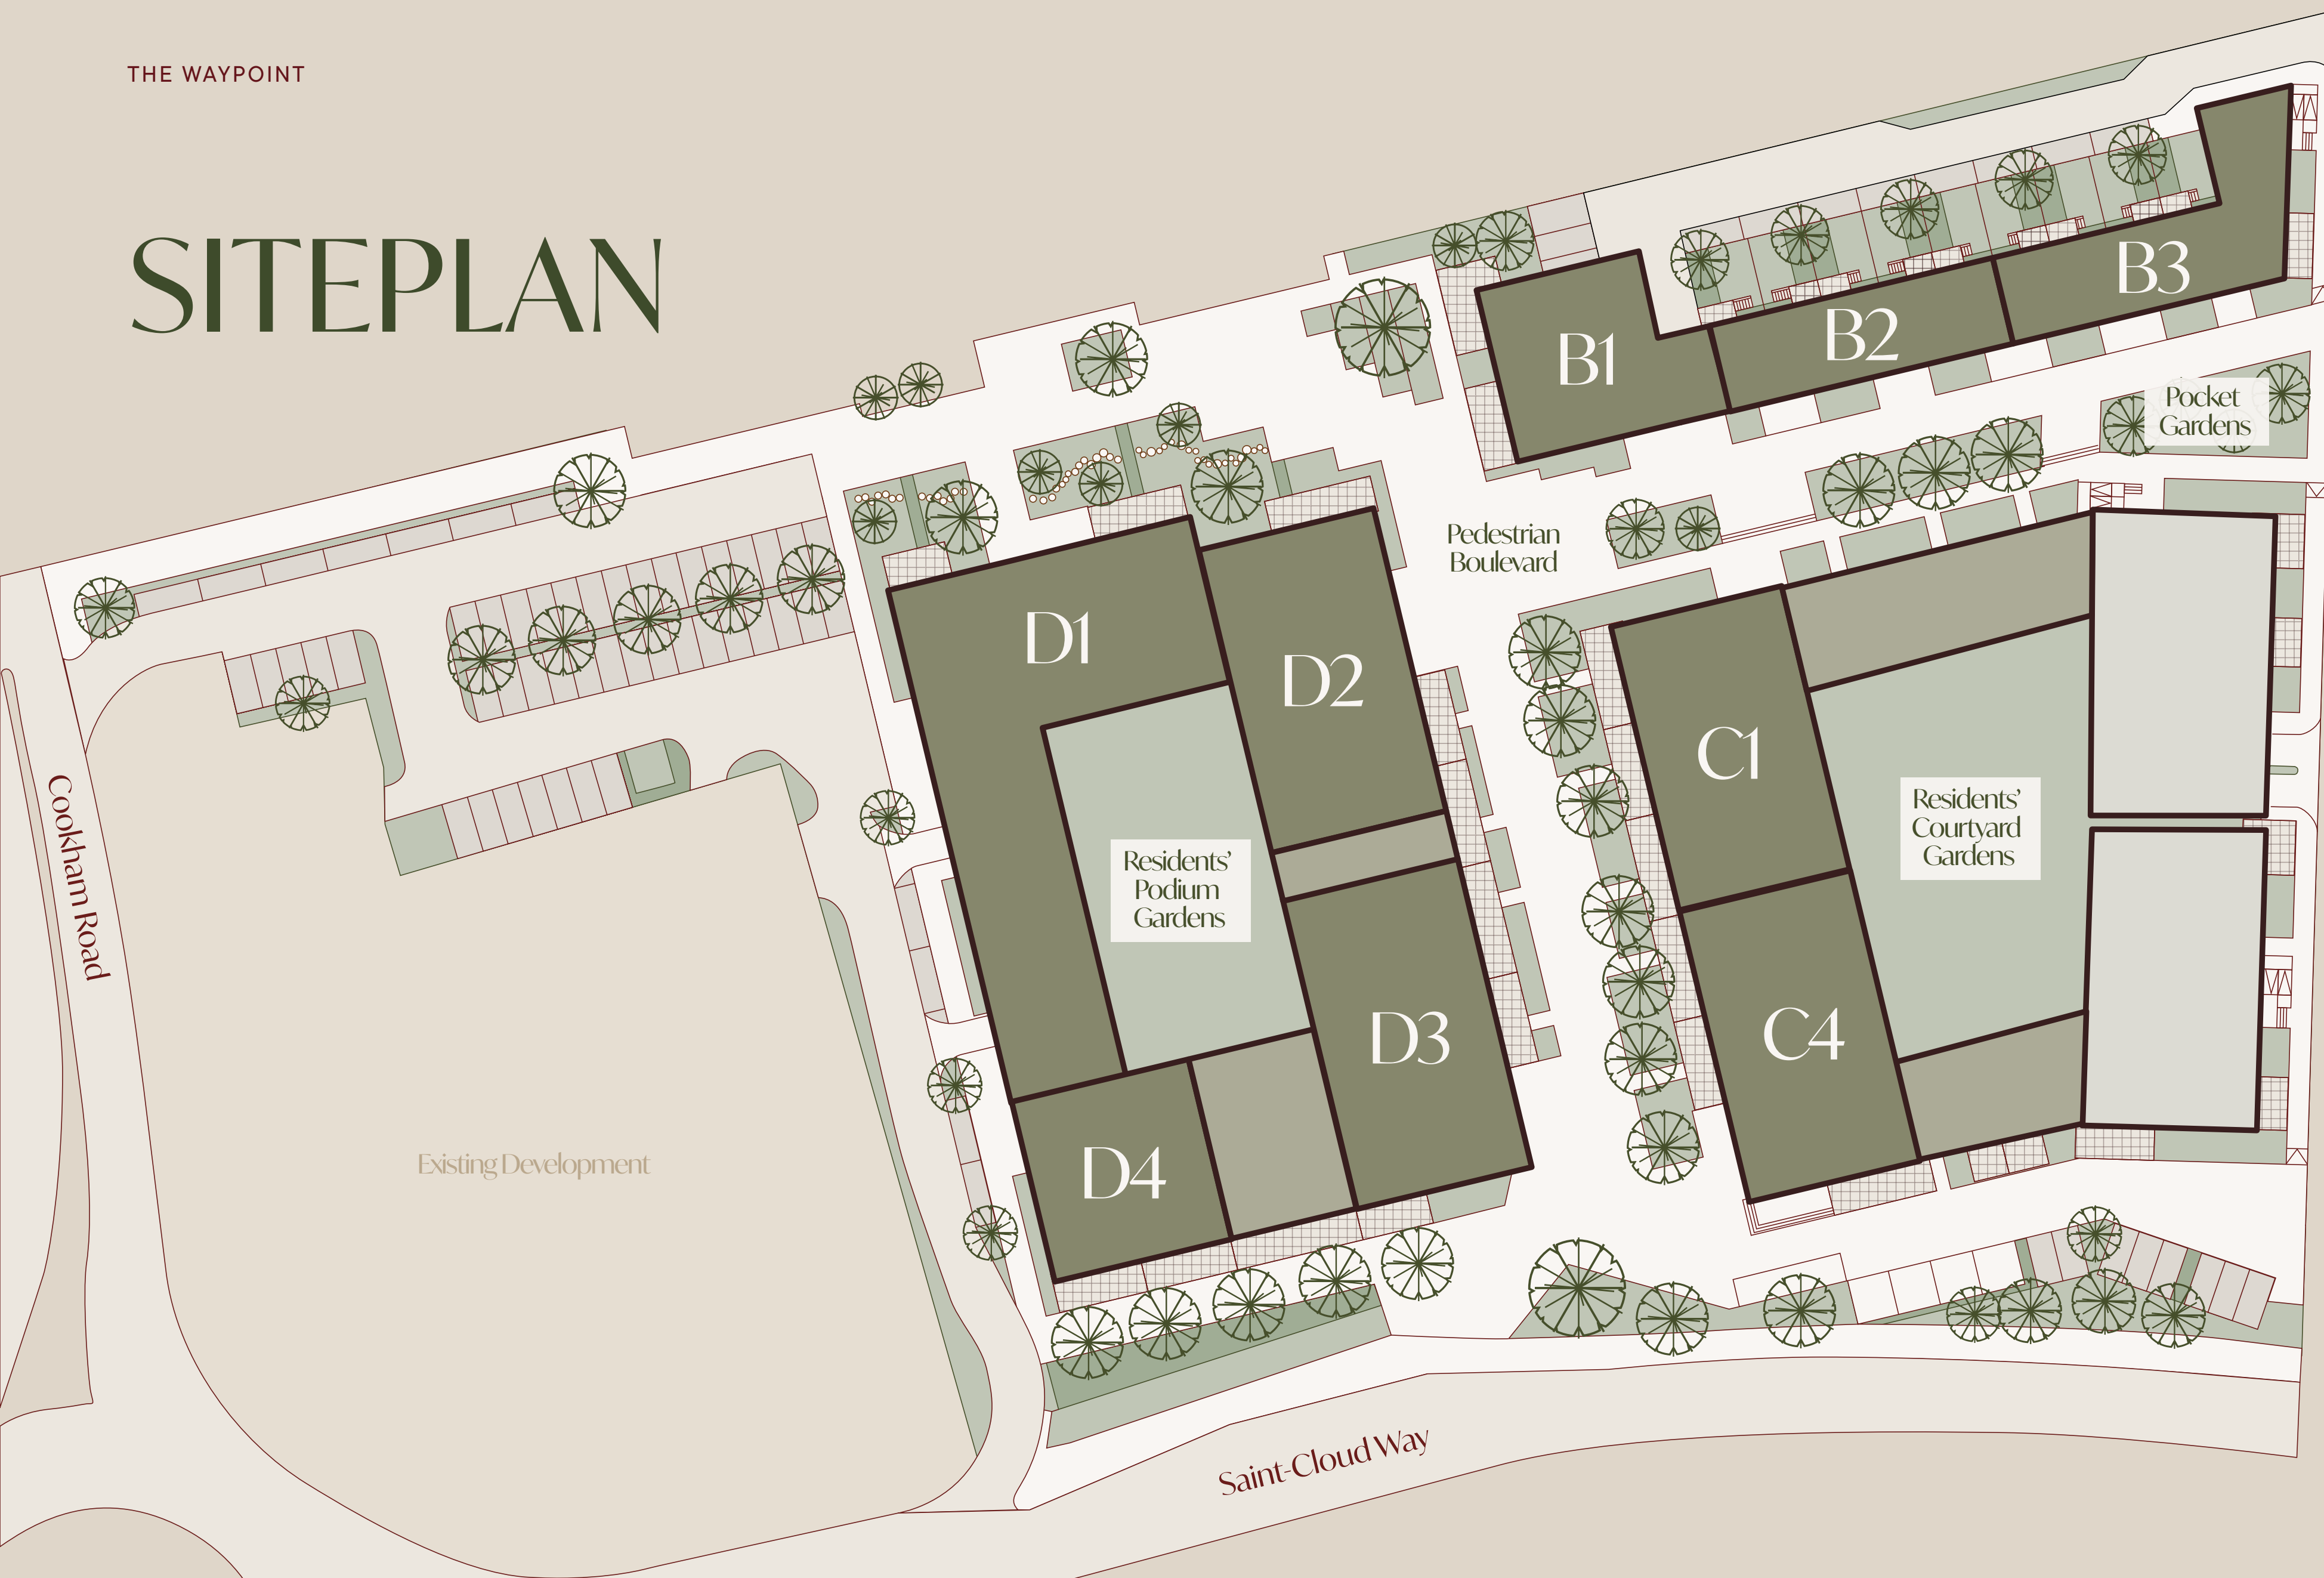 THE WAYPOINT
SITEPLAN
B1
B2
B3
Pocket
Gardens
Pedestrian
Boulevard
D1
D2
C1
Residents’
Podium
Gardens
Residents’
Courtyard
Gardens
D3
C4
D4
Cookham Road
Existing Development
Saint-Cloud Way